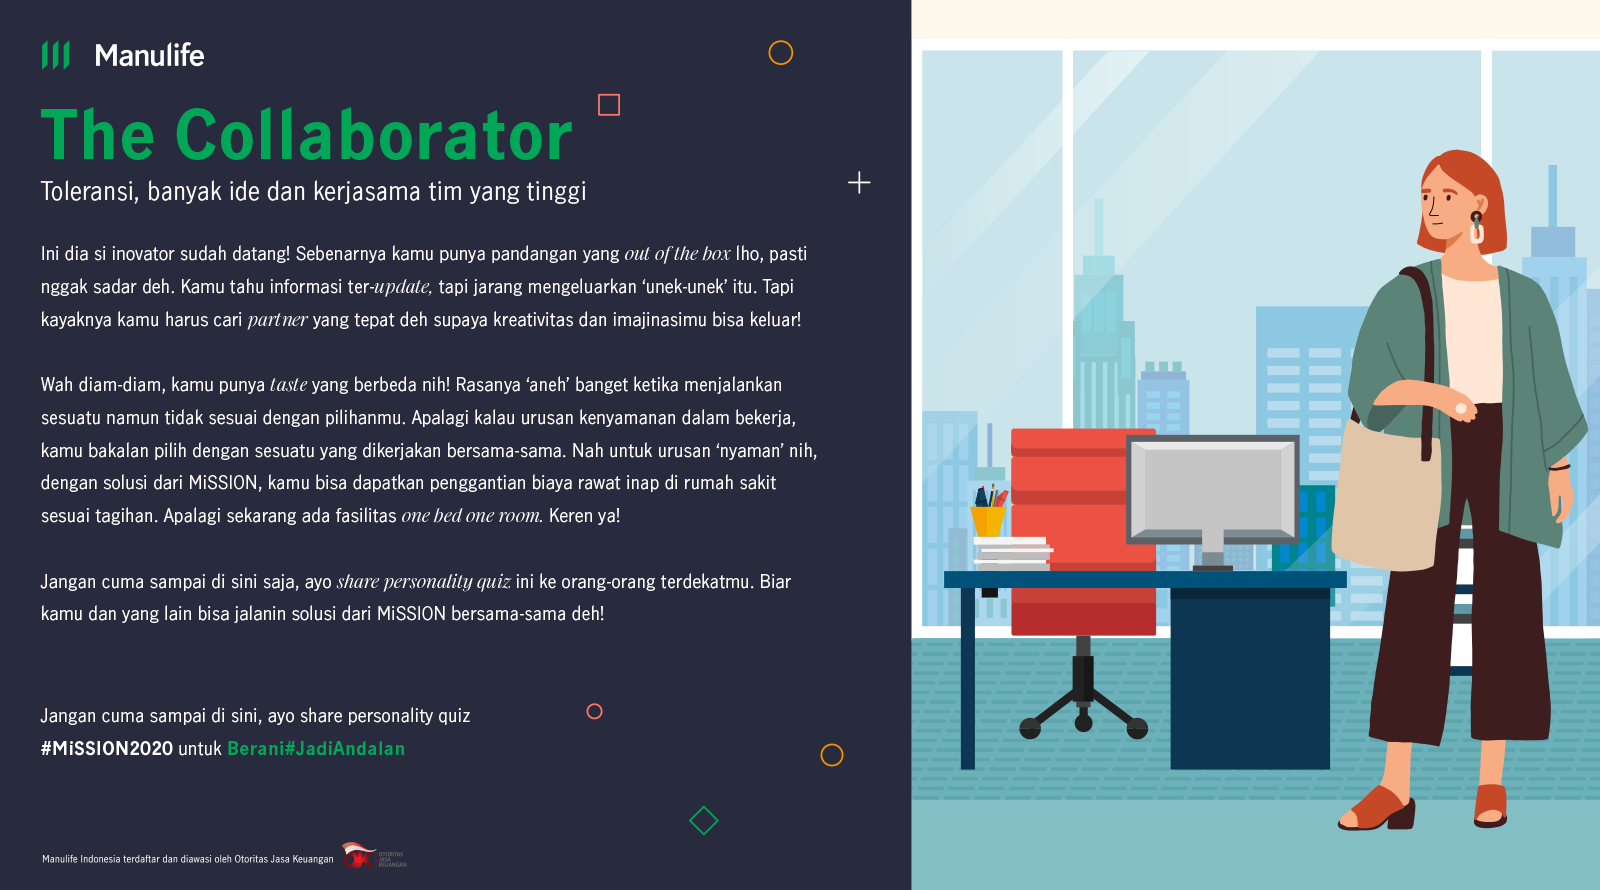 Manulife
The Collaborator
Toleransi, banyak ide dan kerjasama tim yang tinggi
Ini dia si inovator sudah datang! Sebenarnya kamu punya pandangan yang out of the box lho, pasti
nggak sadar deh. Kamu tahu informasi ter-update, tapi jarang mengeluarkan ‘unek-unek’ itu. Tapi
kayaknya kamu harus cari partner yang tepat deh supaya kreativitas dan imajinasimu bisa keluar!
Wah diam-diam, kamu punya taste yang berbeda nih! Rasanya ‘aneh’ banget ketika menjalankan
sesuatu namun tidak sesuai dengan pilihanmu. Apalagi kalau urusan kenyamanan dalam bekerja,
kamu bakalan pilih dengan sesuatu yang dikerjakan bersama-sama. Nah untuk urusan ‘nyaman’ nih,
dengan solusi dari MiSSION, kamu bisa dapatkan penggantian biaya rawat inap di rumah sakit
sesuai tagihan. Apalagi sekarang ada fasilitas one bed one room. Keren ya!
Jangan cuma sampai di sini saja, ayo share personality quiz ini ke orang-orang terdekatmu. Biar
kamu dan yang lain bisa jalanin solusi dari MiSSION bersama-sama deh!
Jangan cuma sampai di sini, ayo share personality quiz
#MiSSION2020 untuk Berani#JadiAndalan
Manulife Indonesia terdaftar dan diawasi oleh Otoritas Jasa Keuangan
OJK
OTORITAS
JASA
KEUANGAN